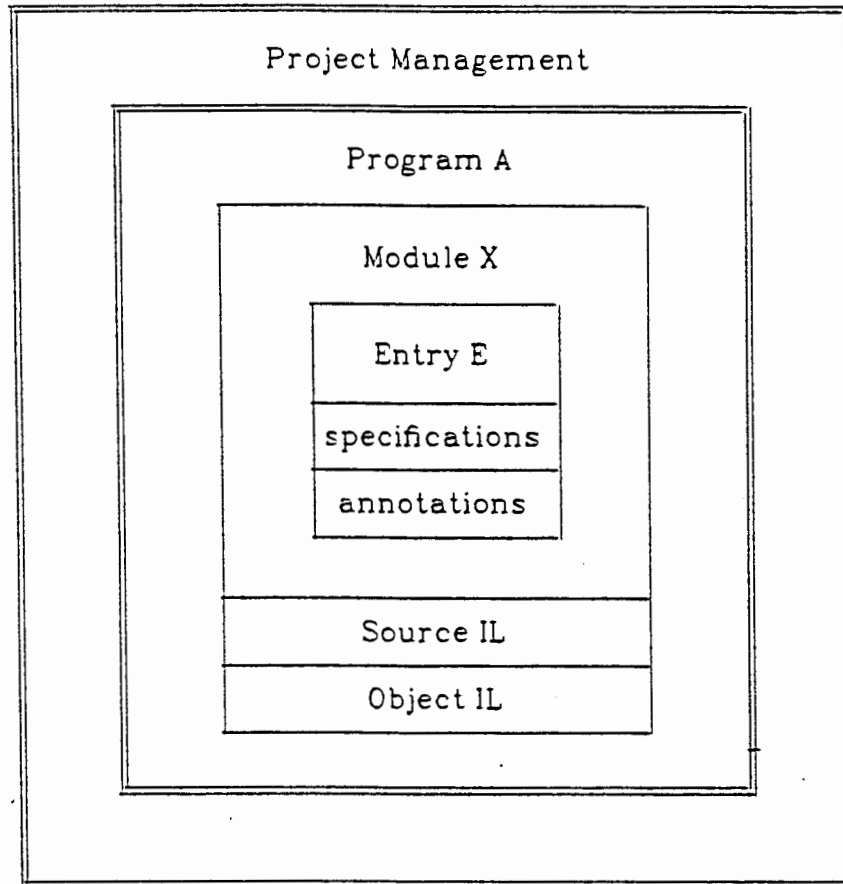 Project Management
Program A
Module X
Entry E
specifications
annotations
Source IL
Object IL